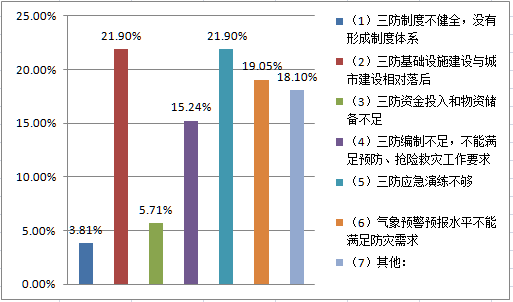 25.00%
20.00%
15.00%
10.00%
5.00%
0.00%
3.81%
21.90%
5.71%
15.24%
21.90%
19.05%
18.10%
（1）三防制度不健全，没有
形成制度体系
（2）三防基础设施建设与城
市建设相对落后
（3）三防资金投入和物资储
备不足
（4）三防编制不足，不能满
足预防、抢险救灾工作要求
（5）三防应急演练不够
（6）气象预警预报水平不能
满足防灾需求
（7）其他：